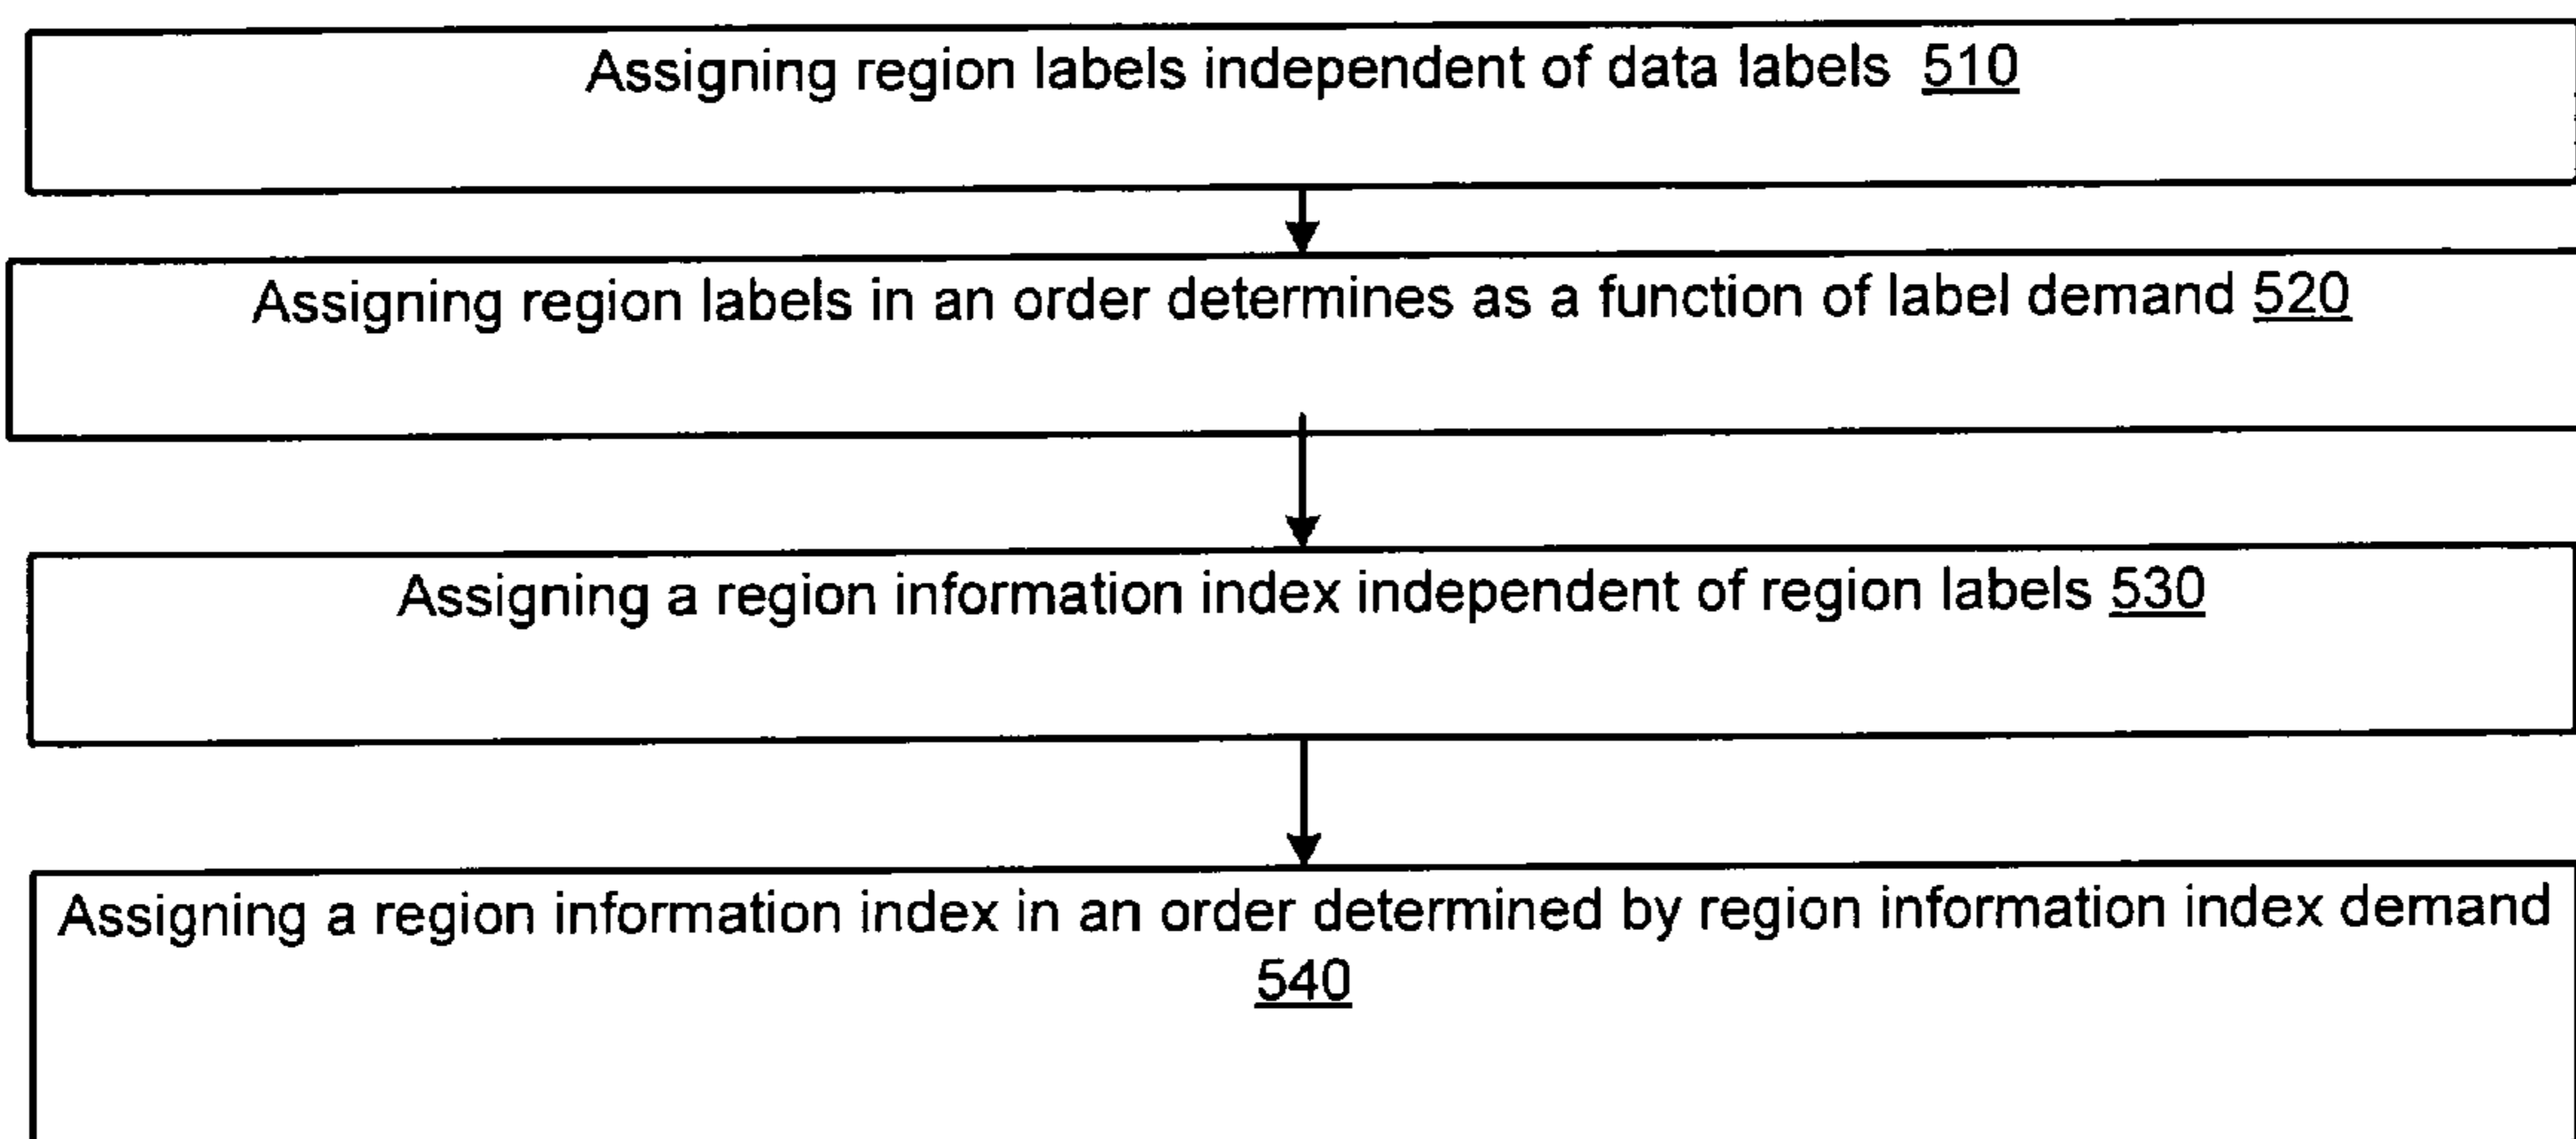 Assigning region labels independent of data labels 510
Assigning region labels in an order determines as a function of label demand 520
Assigning a region information index independent of region labels 530
Assigning a region information index in an order determined by region information index demand
540